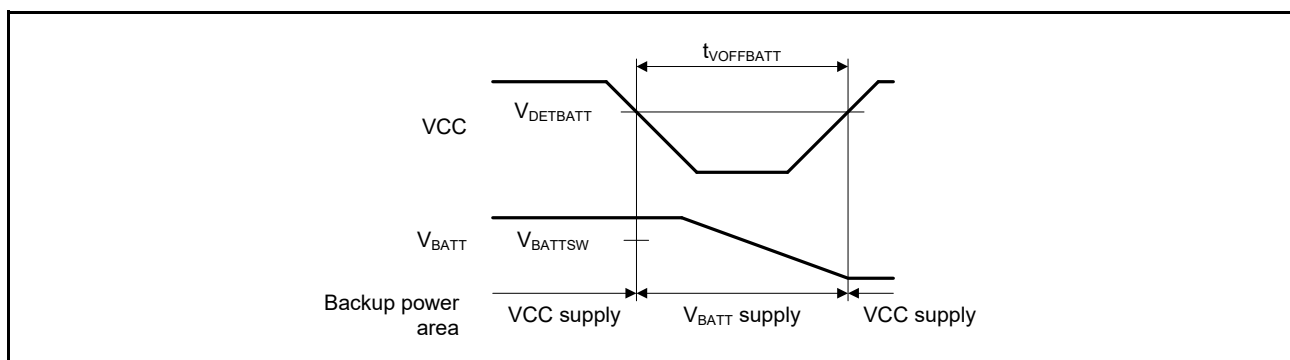 tVOFFBATT
VCC
VDETBATT
VBATT
VBATTSW
Backup power
area
VCC supply
VBATT supply
VCC supply